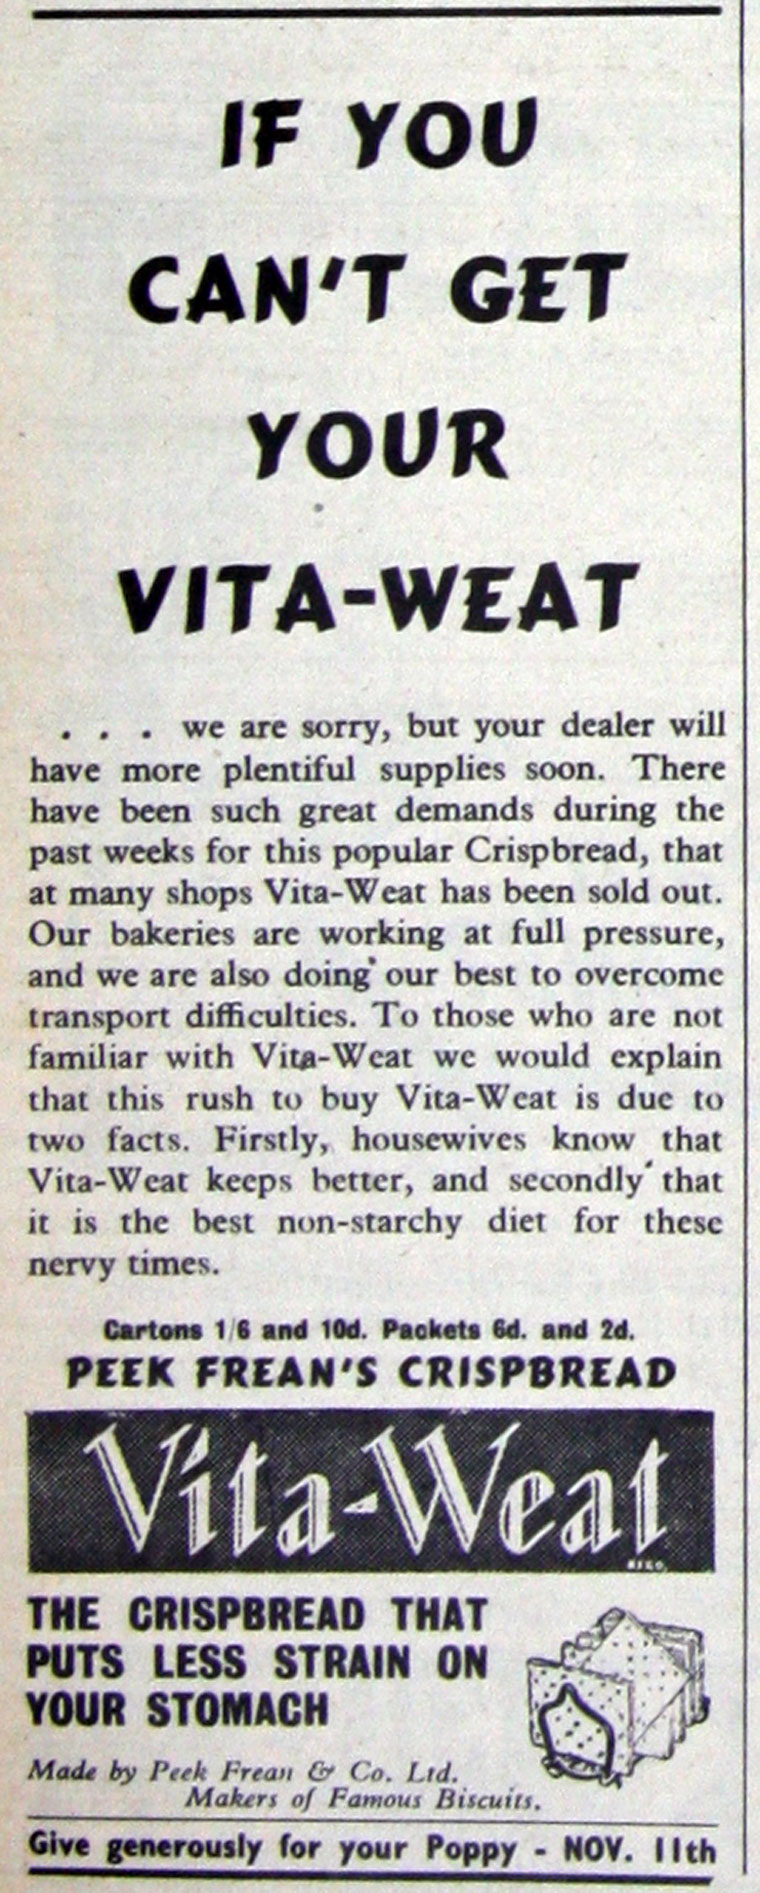 IF YOU
CAN'T GET
YOUR
VITA-WEAT
. . . we are sorry, but your dealer will
have more plentiful supplies soon. There
have been such great demands during the
past weeks for this popular Crispbread, that
at many shops Vita-Weat has been sold out.
Our bakeries are working at full pressure,
and we are also doing our best to overcome
transport difficulties. To those who are not
familiar with Vita-Weat we would explain
that this rush to buy Vita-Weat is due to
two facts. Firstly, housewives know that
Vita-Weat keeps better, and secondly that
it is the best non-starchy diet for these
nervy times.
Cartons 1/6 and 10d. Packets 6d. and 2d.
PEEK FREAN'S CRISPBREAD
Vita-Weat
REGD.
THE CRISPBREAD THAT
PUTS LESS STRAIN ON
YOUR STOMACH
Made by Peek Frean & Co. Ltd.
Makers of Famous Biscuits.
Give generously for your Poppy - NOV. 11th